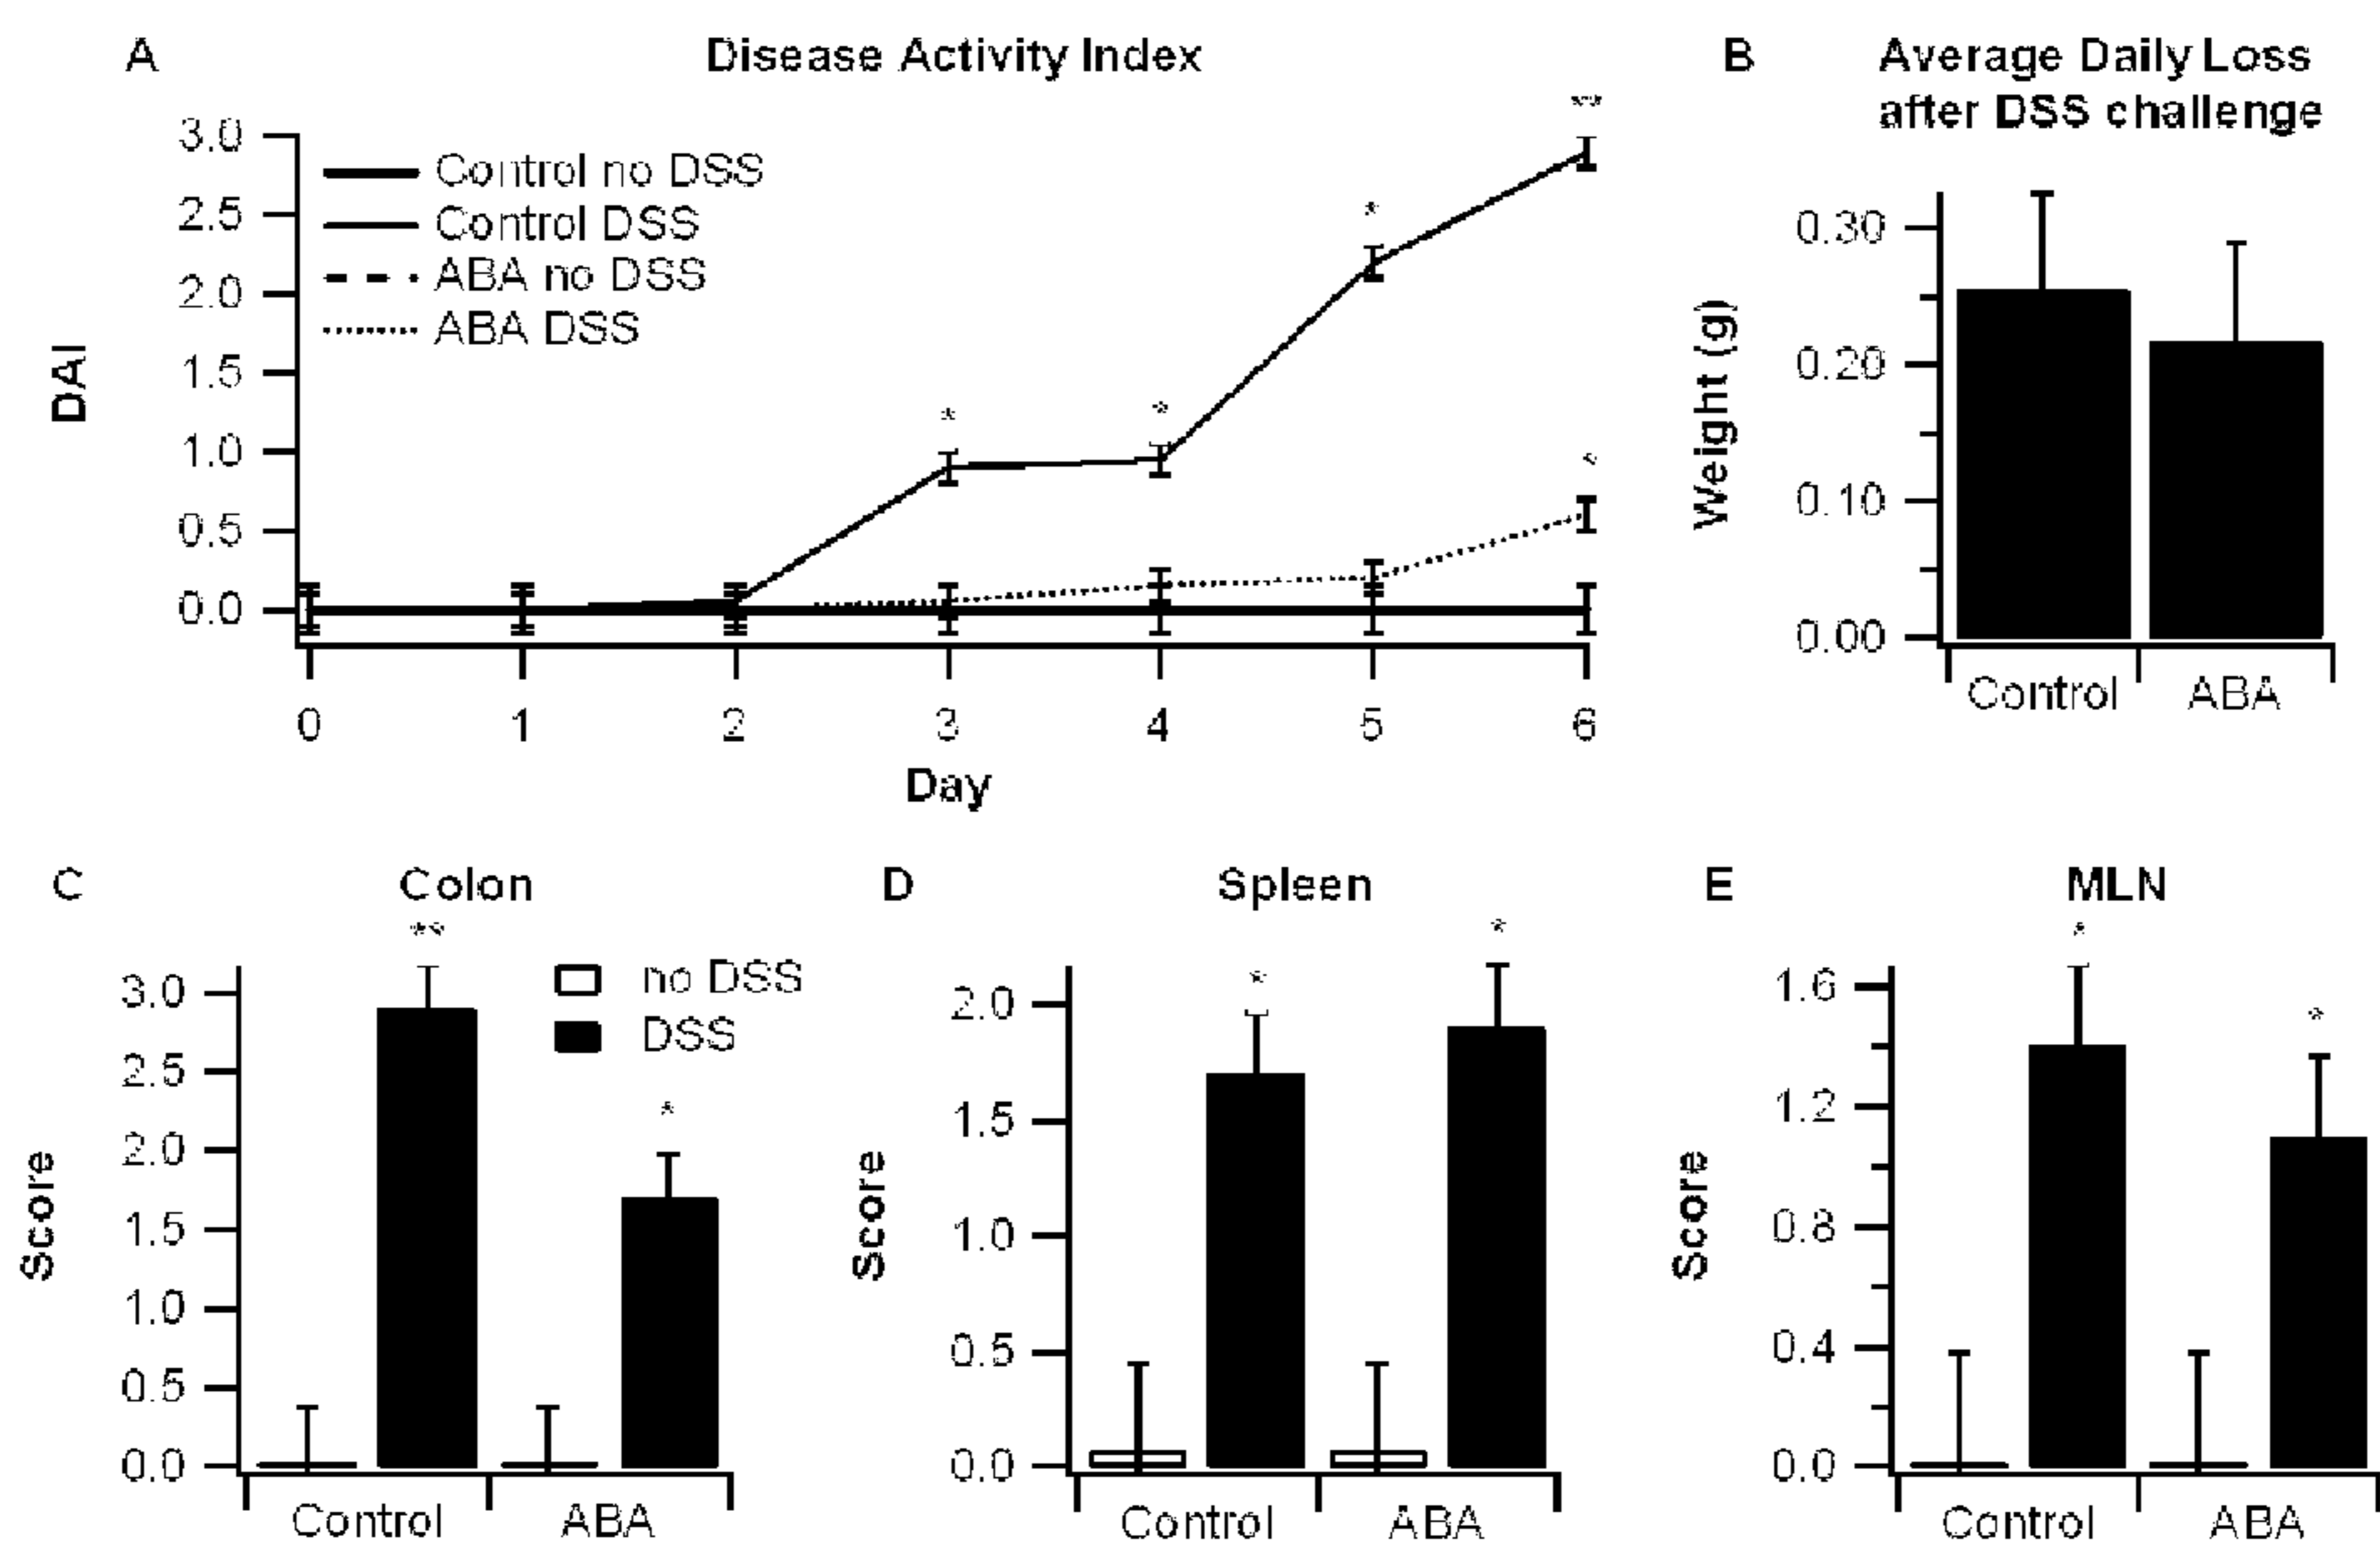 A
Disease Activity Index
3.0
2.5
2.0
1.5
1.0
0.5
0.0
DAI
Control no DSS
Control DSS
ABA no DSS
ABA DSS
*
*
*
**
*
0 1 2 3 4 5 6
Day
B
Average Daily Loss
after DSS challenge
0.30
0.20
0.10
0.00
Weight (g)
Control ABA
C
Colon
**
*
no DSS
DSS
3.0
2.5
2.0
1.5
1.0
0.5
0.0
Score
Control ABA
D
Spleen
*
*
2.0
1.5
1.0
0.5
0.0
Score
Control ABA
E
MLN
*
*
1.6
1.2
0.8
0.4
0.0
Score
Control ABA